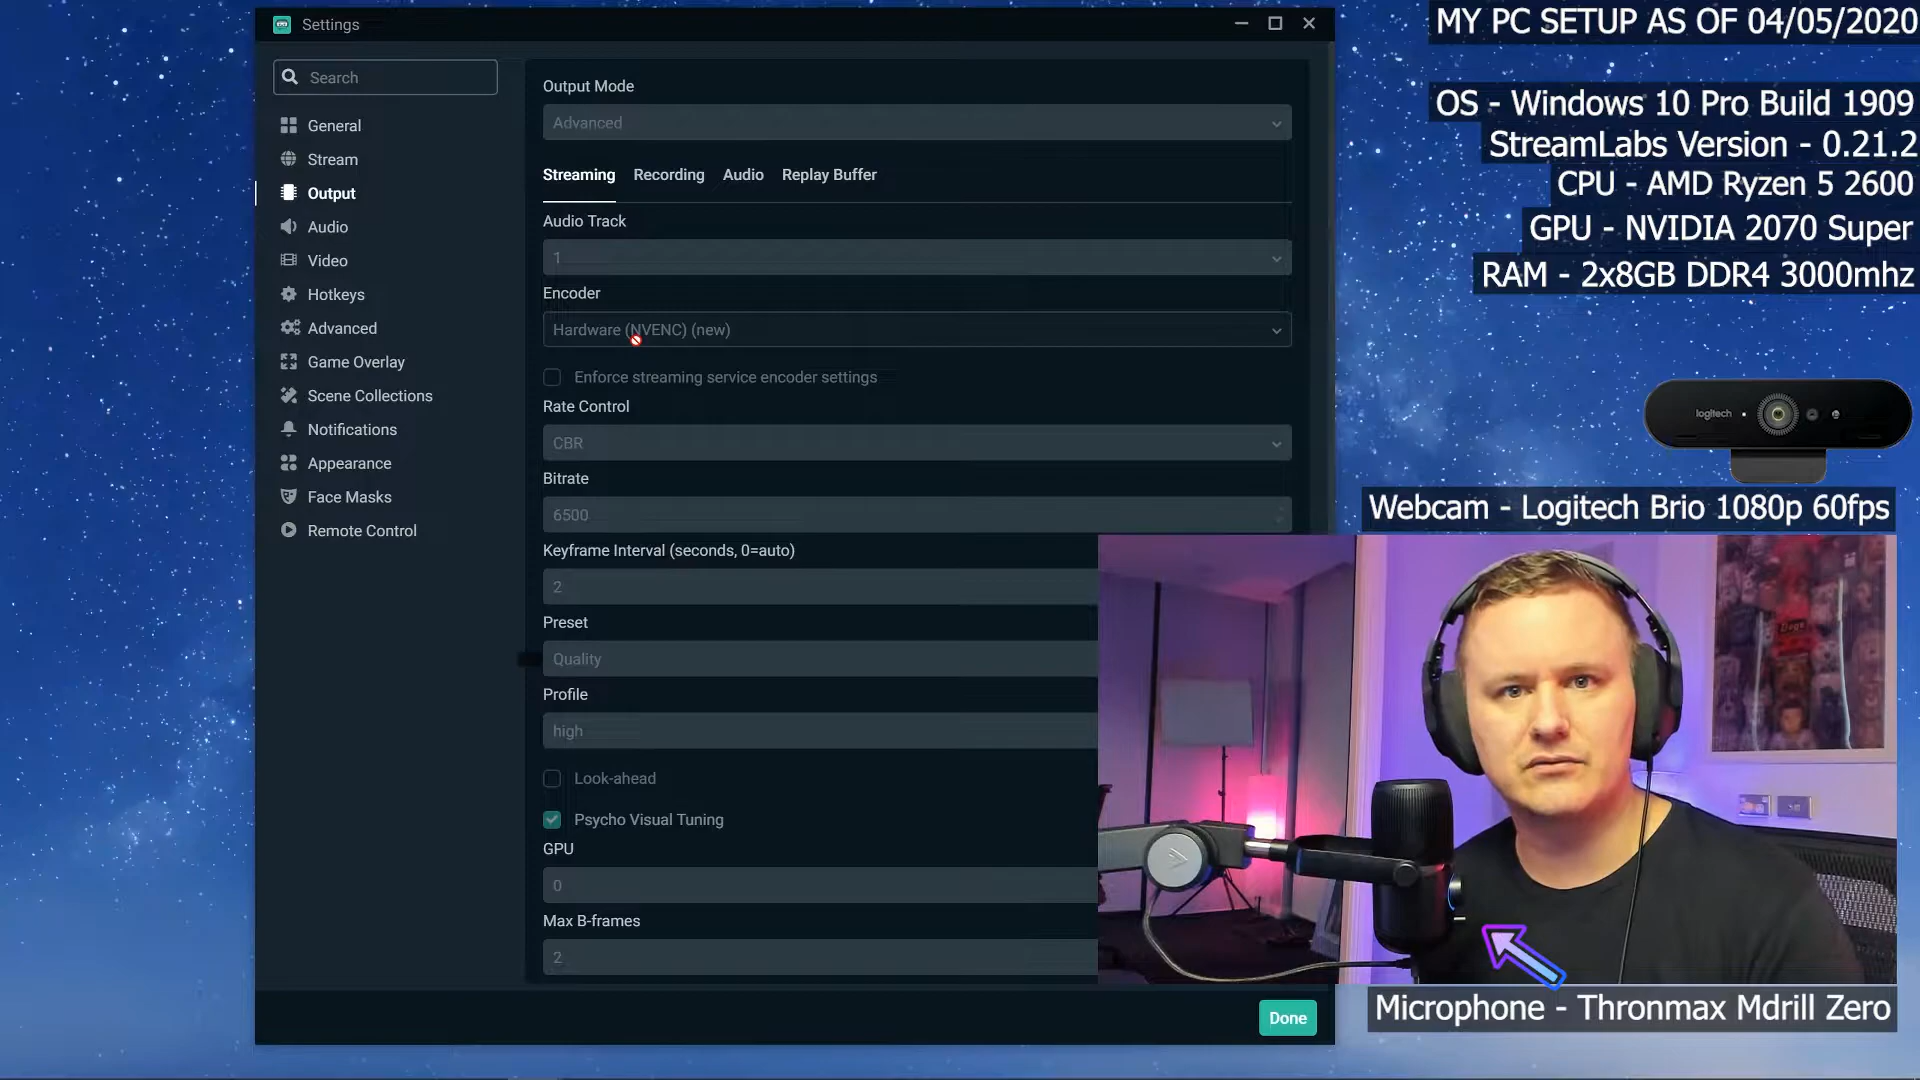 Settings
Search
General
Stream
Output
Audio
Video
Hotkeys
Advanced
Game Overlay
Scene Collections
Notifications
Appearance
Face Masks
Remote Control
Output Mode
Advanced
Streaming Recording Audio Replay Buffer
Audio Track
1
Encoder
Hardware (NVENC) (new)
Enforce streaming service encoder settings
Rate Control
CBR
Bitrate
6500
Keyframe Interval (seconds, 0=auto)
2
Preset
Quality
Profile
high
Look-ahead
Psycho Visual Tuning
GPU
0
Max B-frames
2
Done
MY PC SETUP AS OF 04/05/2020
OS - Windows 10 Pro Build 1909
StreamLabs Version - 0.21.2
CPU - AMD Ryzen 5 2600
GPU - NVIDIA 2070 Super
RAM - 2x8GB DDR4 3000mhz
logitech
Webcam - Logitech Brio 1080p 60fps
Dogs
Microphone - Thronmax Mdrill Zero